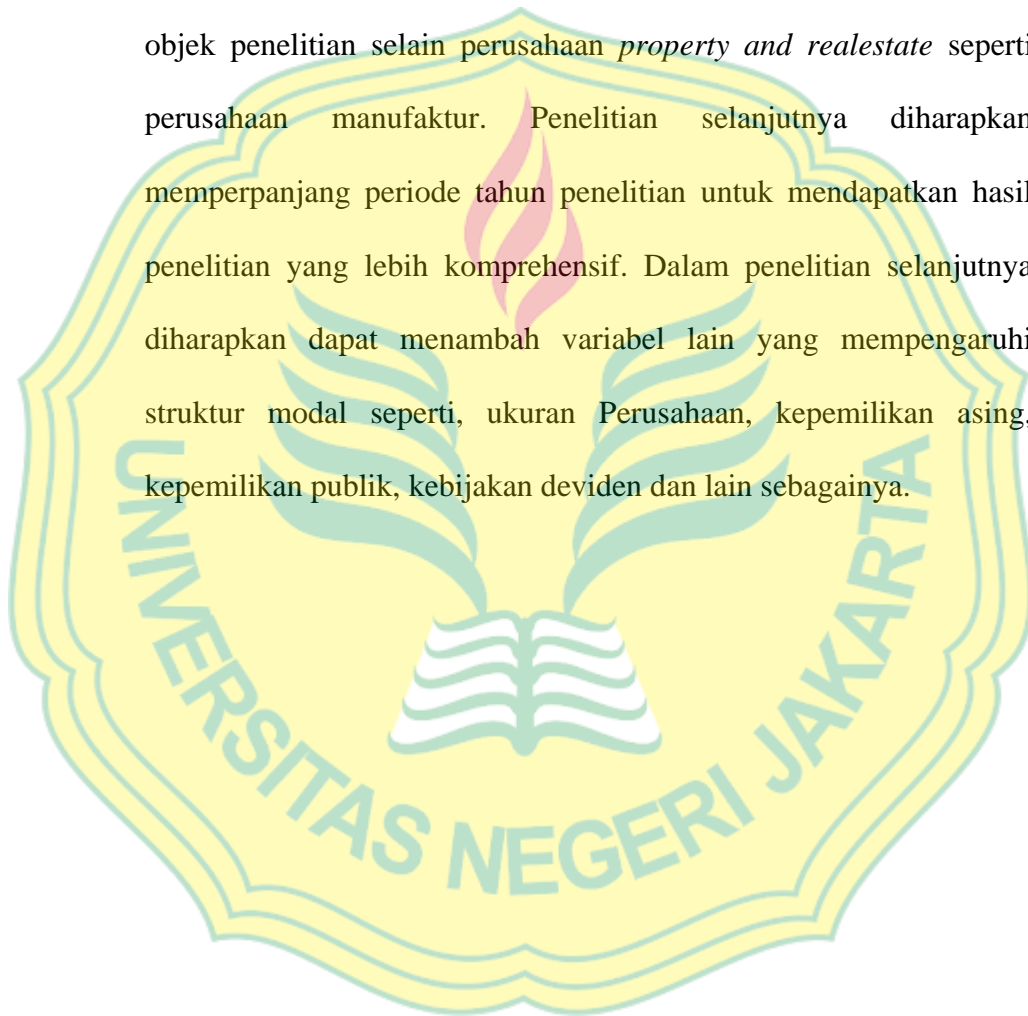 objek penelitian selain perusahaan property and realestate seperti
perusahaan manufaktur. Penelitian selanjutnya diharapkan
memperpanjang periode tahun penelitian untuk mendapatkan hasil
penelitian yang lebih komprehensif. Dalam penelitian selanjutnya
diharapkan dapat menambah variabel lain yang mempengaruhi
struktur modal seperti, ukuran Perusahaan, kepemilikan asing,
kepemilikan publik, kebijakan deviden dan lain sebagainya.
UNIVERSITAS NEGERI JAKARTA